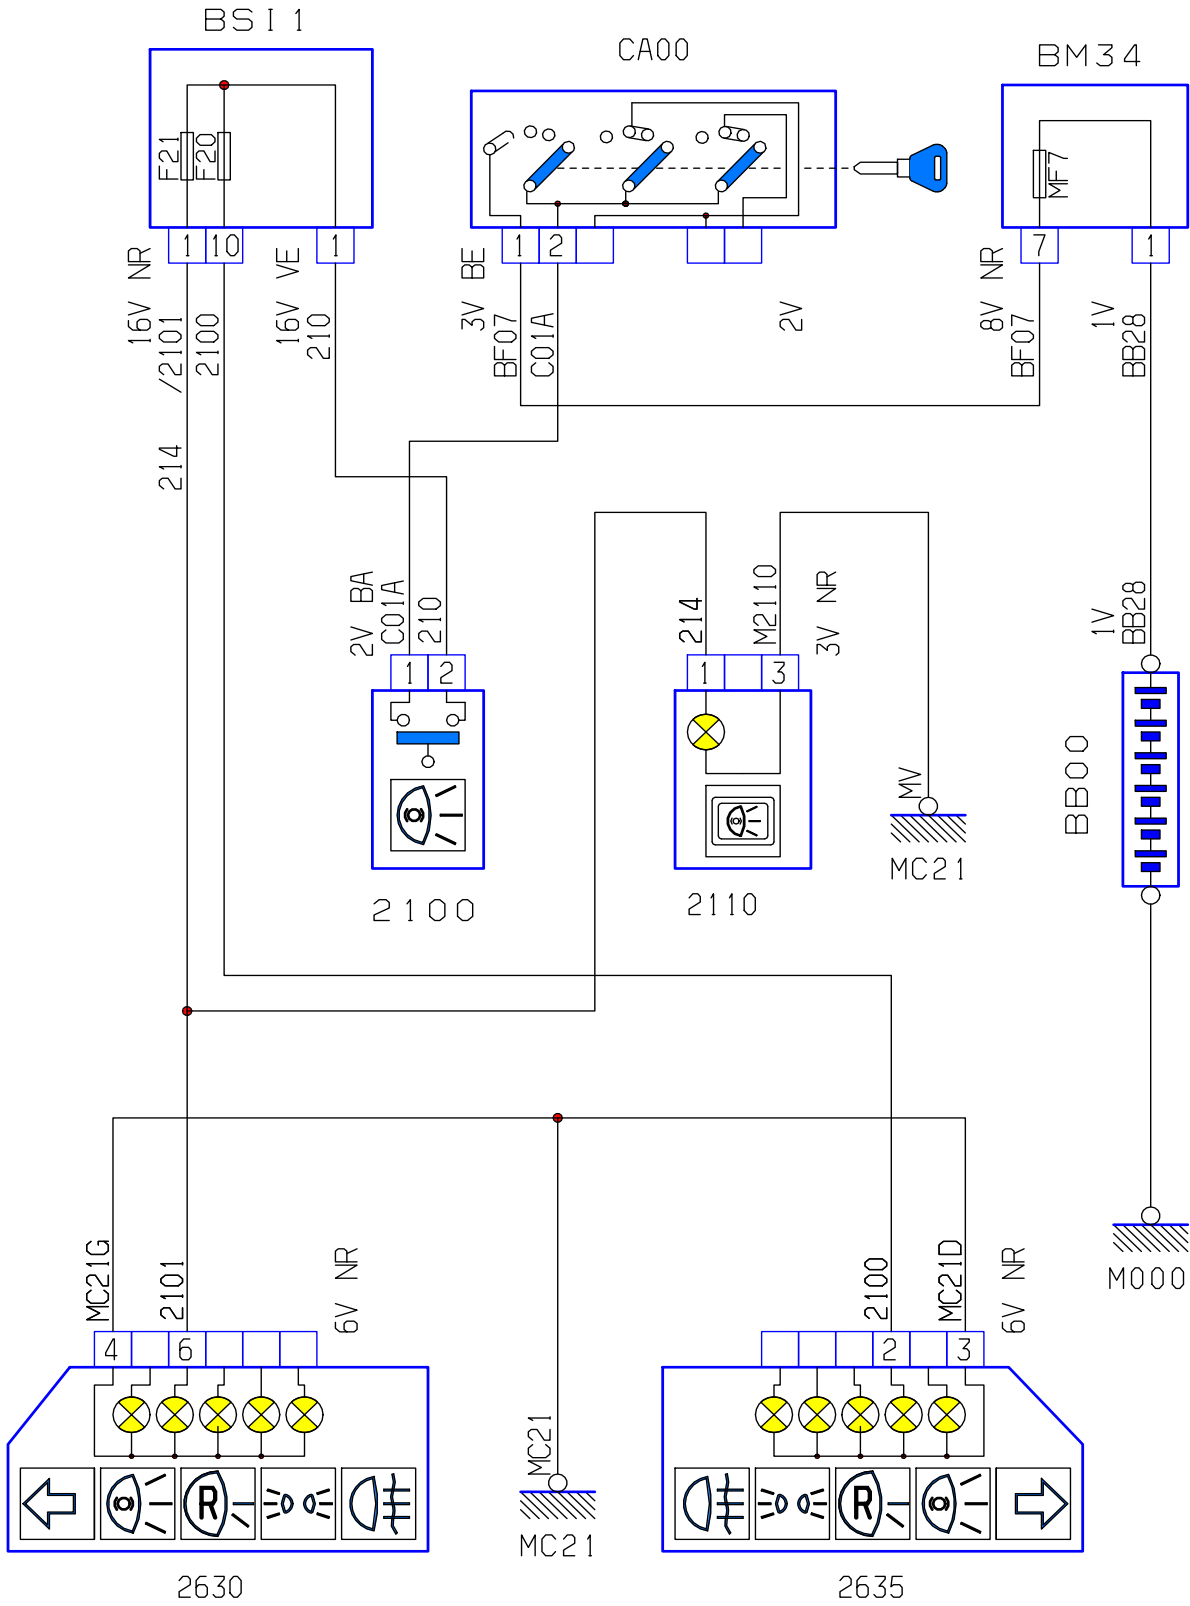 BSI1
CA00
BM34
F21
F20
MF7
1
10
1
1
2
7
1
16V NR
/2101
2100
16V VE
210
3V BE
BF07
C01A
2V
8V NR
BF07
1V
BB28
214
2V BA
C01A
210
214
M2110
3V NR
1V
BB28
1
2
1
3
BB00
MV
MC21
2100
2110
MC21G
2101
6V NR
2100
MC21D
6V NR
M000
4
6
2
3
MC21
R
R
MC21
2630
2635